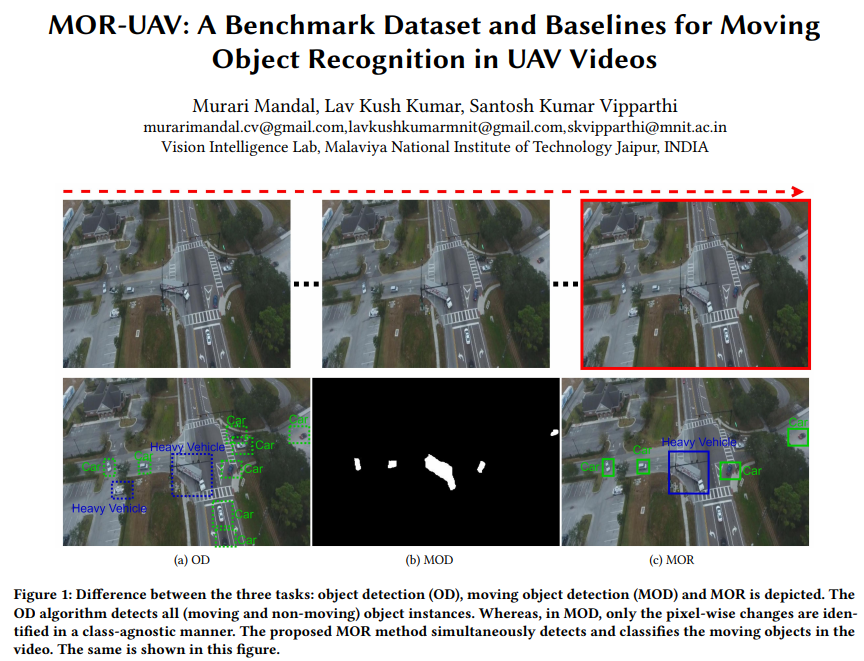 MOR-UAV: A Benchmark Dataset and Baselines for Moving
Object Recognition in UAV Videos
Murari Mandal, Lav Kush Kumar, Santosh Kumar Vipparthi
murarimandal.cv@gmail.com,lavkushkumarmnit@gmail.com,skvipparthi@mnit.ac.in
Vision Intelligence Lab, Malaviya National Institute of Technology Jaipur, INDIA
Car
Car
Heavy Vehicle
Car
Car
Car
Car
Heavy Vehicle
Car
Car
Car
Heavy Vehicle
Car
Car
Car
(a) OD
(b) MOD
(c) MOR
Figure 1: Difference between the three tasks: object detection (OD), moving object detection (MOD) and MOR is depicted. The
OD algorithm detects all (moving and non-moving) object instances. Whereas, in MOD, only the pixel-wise changes are iden-
tified in a class-agnostic manner. The proposed MOR method simultaneously detects and classifies the moving objects in the
video. The same is shown in this figure.